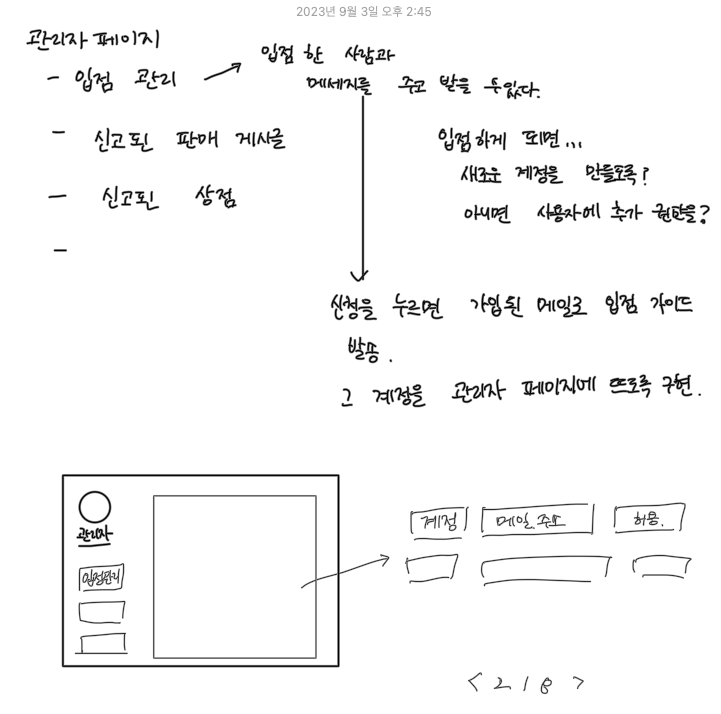 2023년 9월 3일 오후 2:45
관리자 페이지
- 입점 관리
- 신고된 판매 게시글
- 신고된 상점
-
입점 한 사람과
메세지를 주고 받을 수 있다.
입점하게 되면...
새로운 계정을 만들도록?
아니면 사용자에 추가 권한을?
신청을 누르면 가입된 메일로 입점 가이드
발송.
그 계정을 관리자 페이지에 뜨도록 구현.
관리자
입점관리
계정 메일 주소 허용.